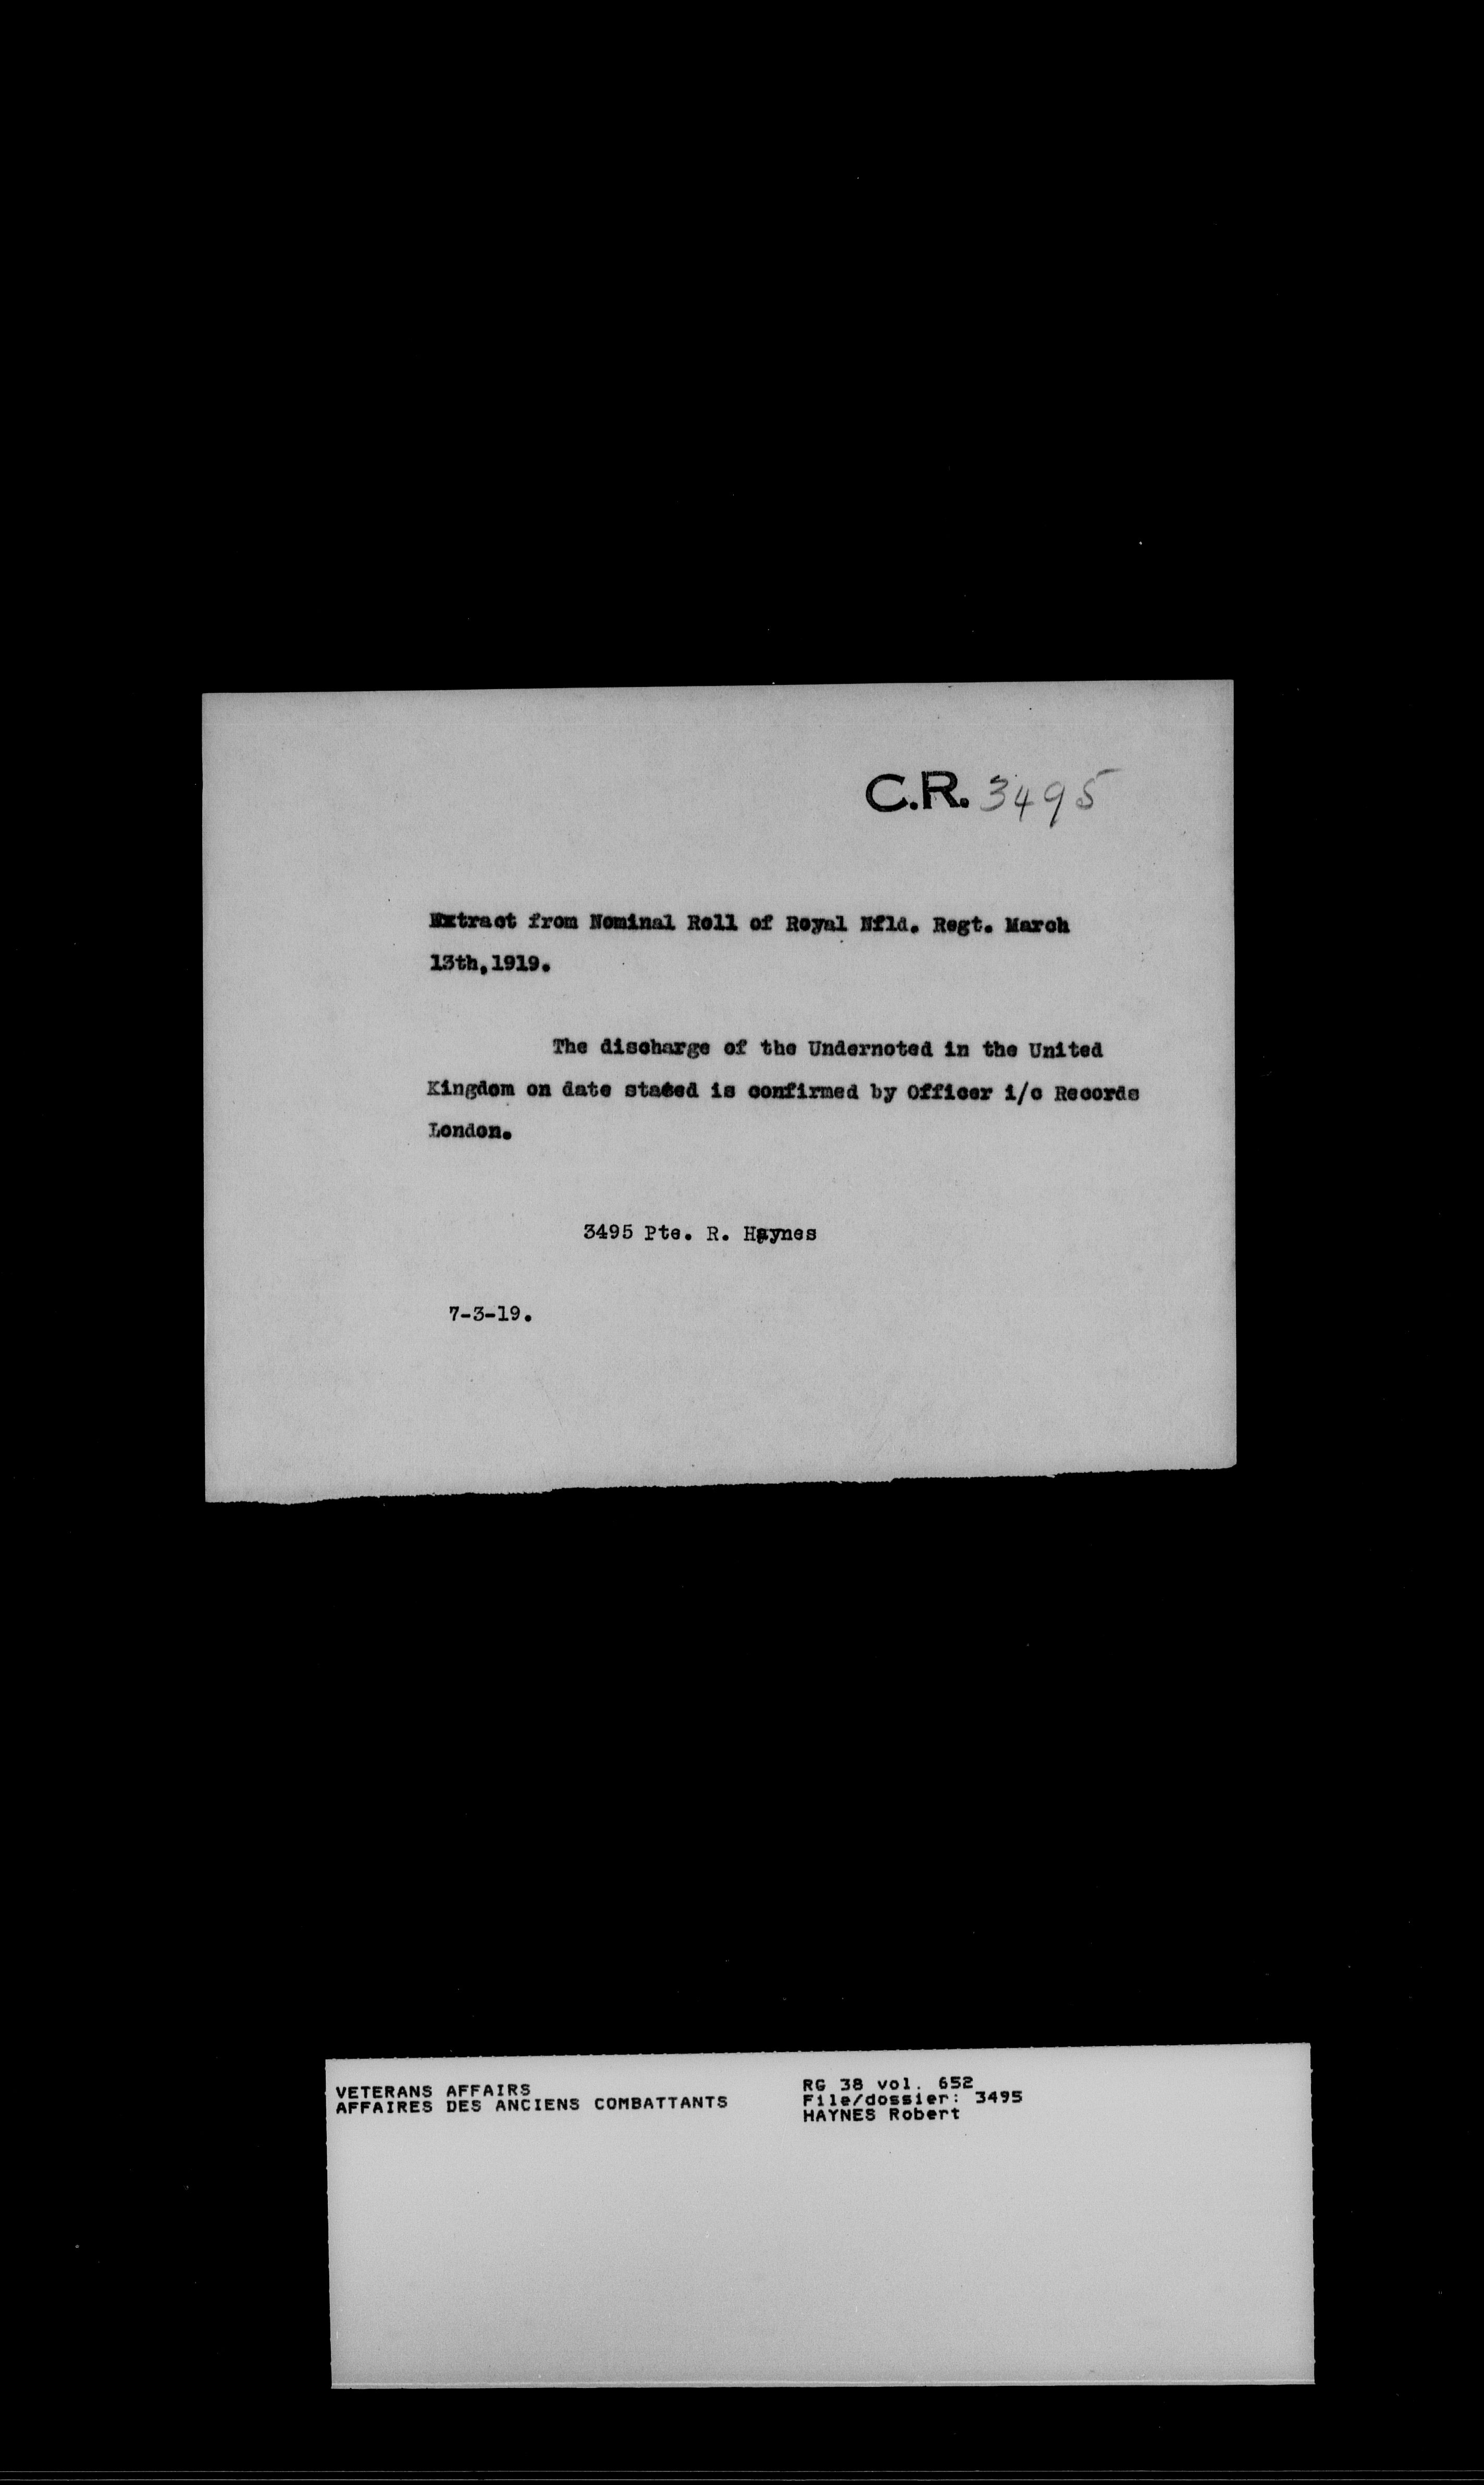 C.R. 3495
Extract from Nominal Roll of Royal Nfld. Regt. March
13th, 1919.
The discharge of the Undernoted in the United
Kingdom on date stated is confirmed by Officer i/c Records
London.
3495 Pte. R. Haynes
7-3-19.
VETERANS AFFAIRS
AFFAIRES DES ANCIENS COMBATTANTS
RG 38 vol. 652
File/dossier: 3495
HAYNES Robert